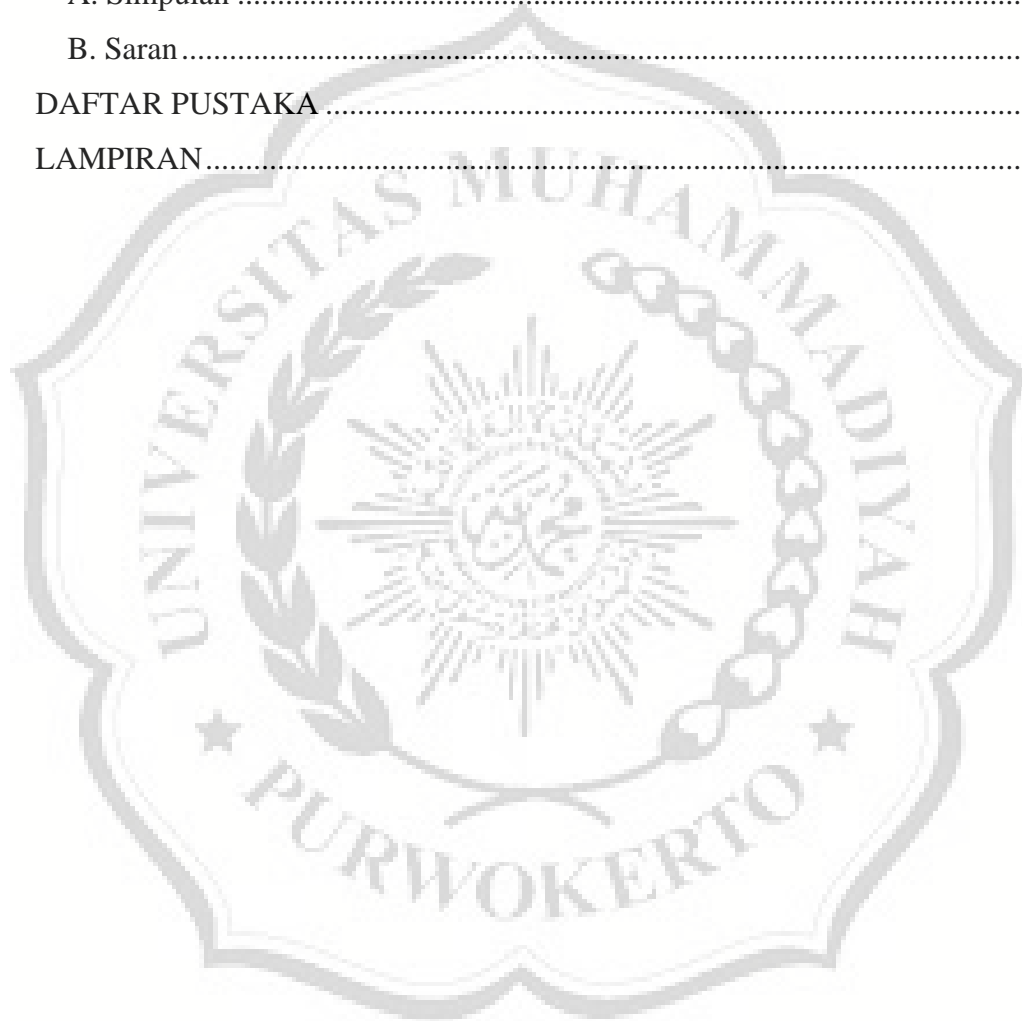 A. Simpulan ....................................................................................................
B. Saran ....................................................................................................
DAFTAR PUSTAKA ....................................................................................................
LAMPIRAN ....................................................................................................
UNIVERSITAS MUHAMMADIYAH
PURWOKERTO